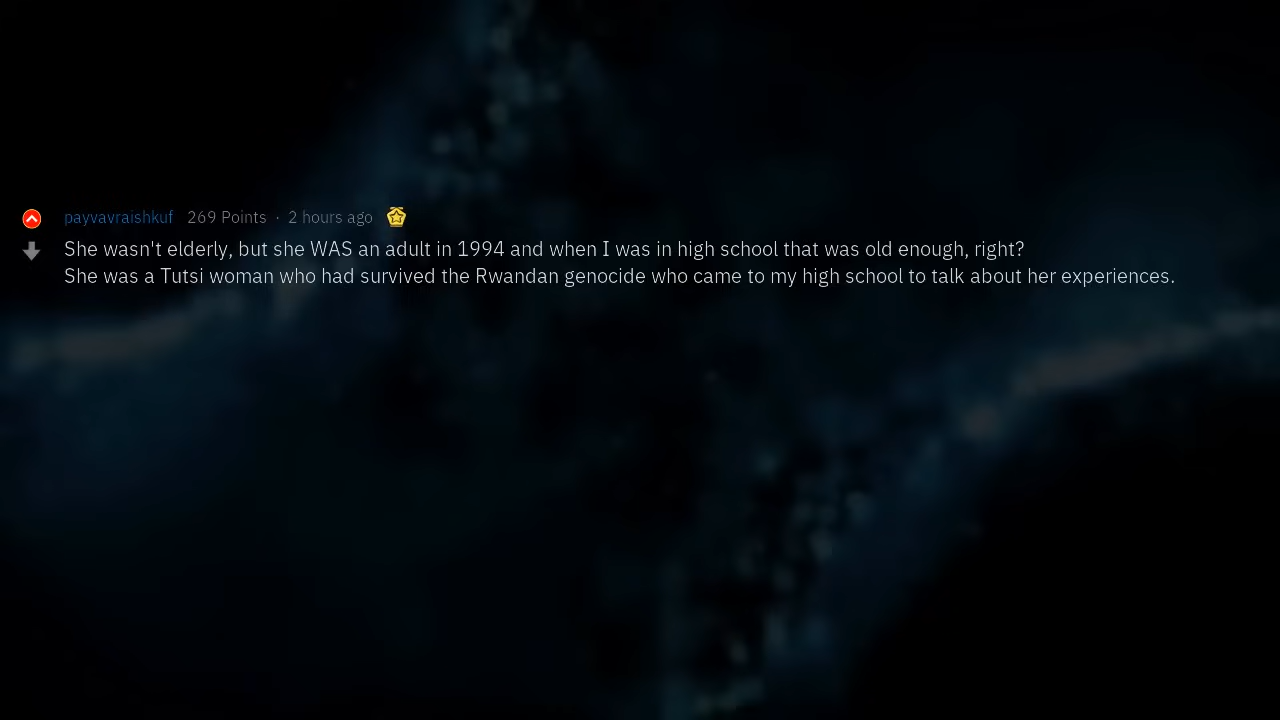 payvavraishkuf 269 Points · 2 hours ago
She wasn't elderly, but she WAS an adult in 1994 and when I was in high school that was old enough, right?
She was a Tutsi woman who had survived the Rwandan genocide who came to my high school to talk about her experiences.